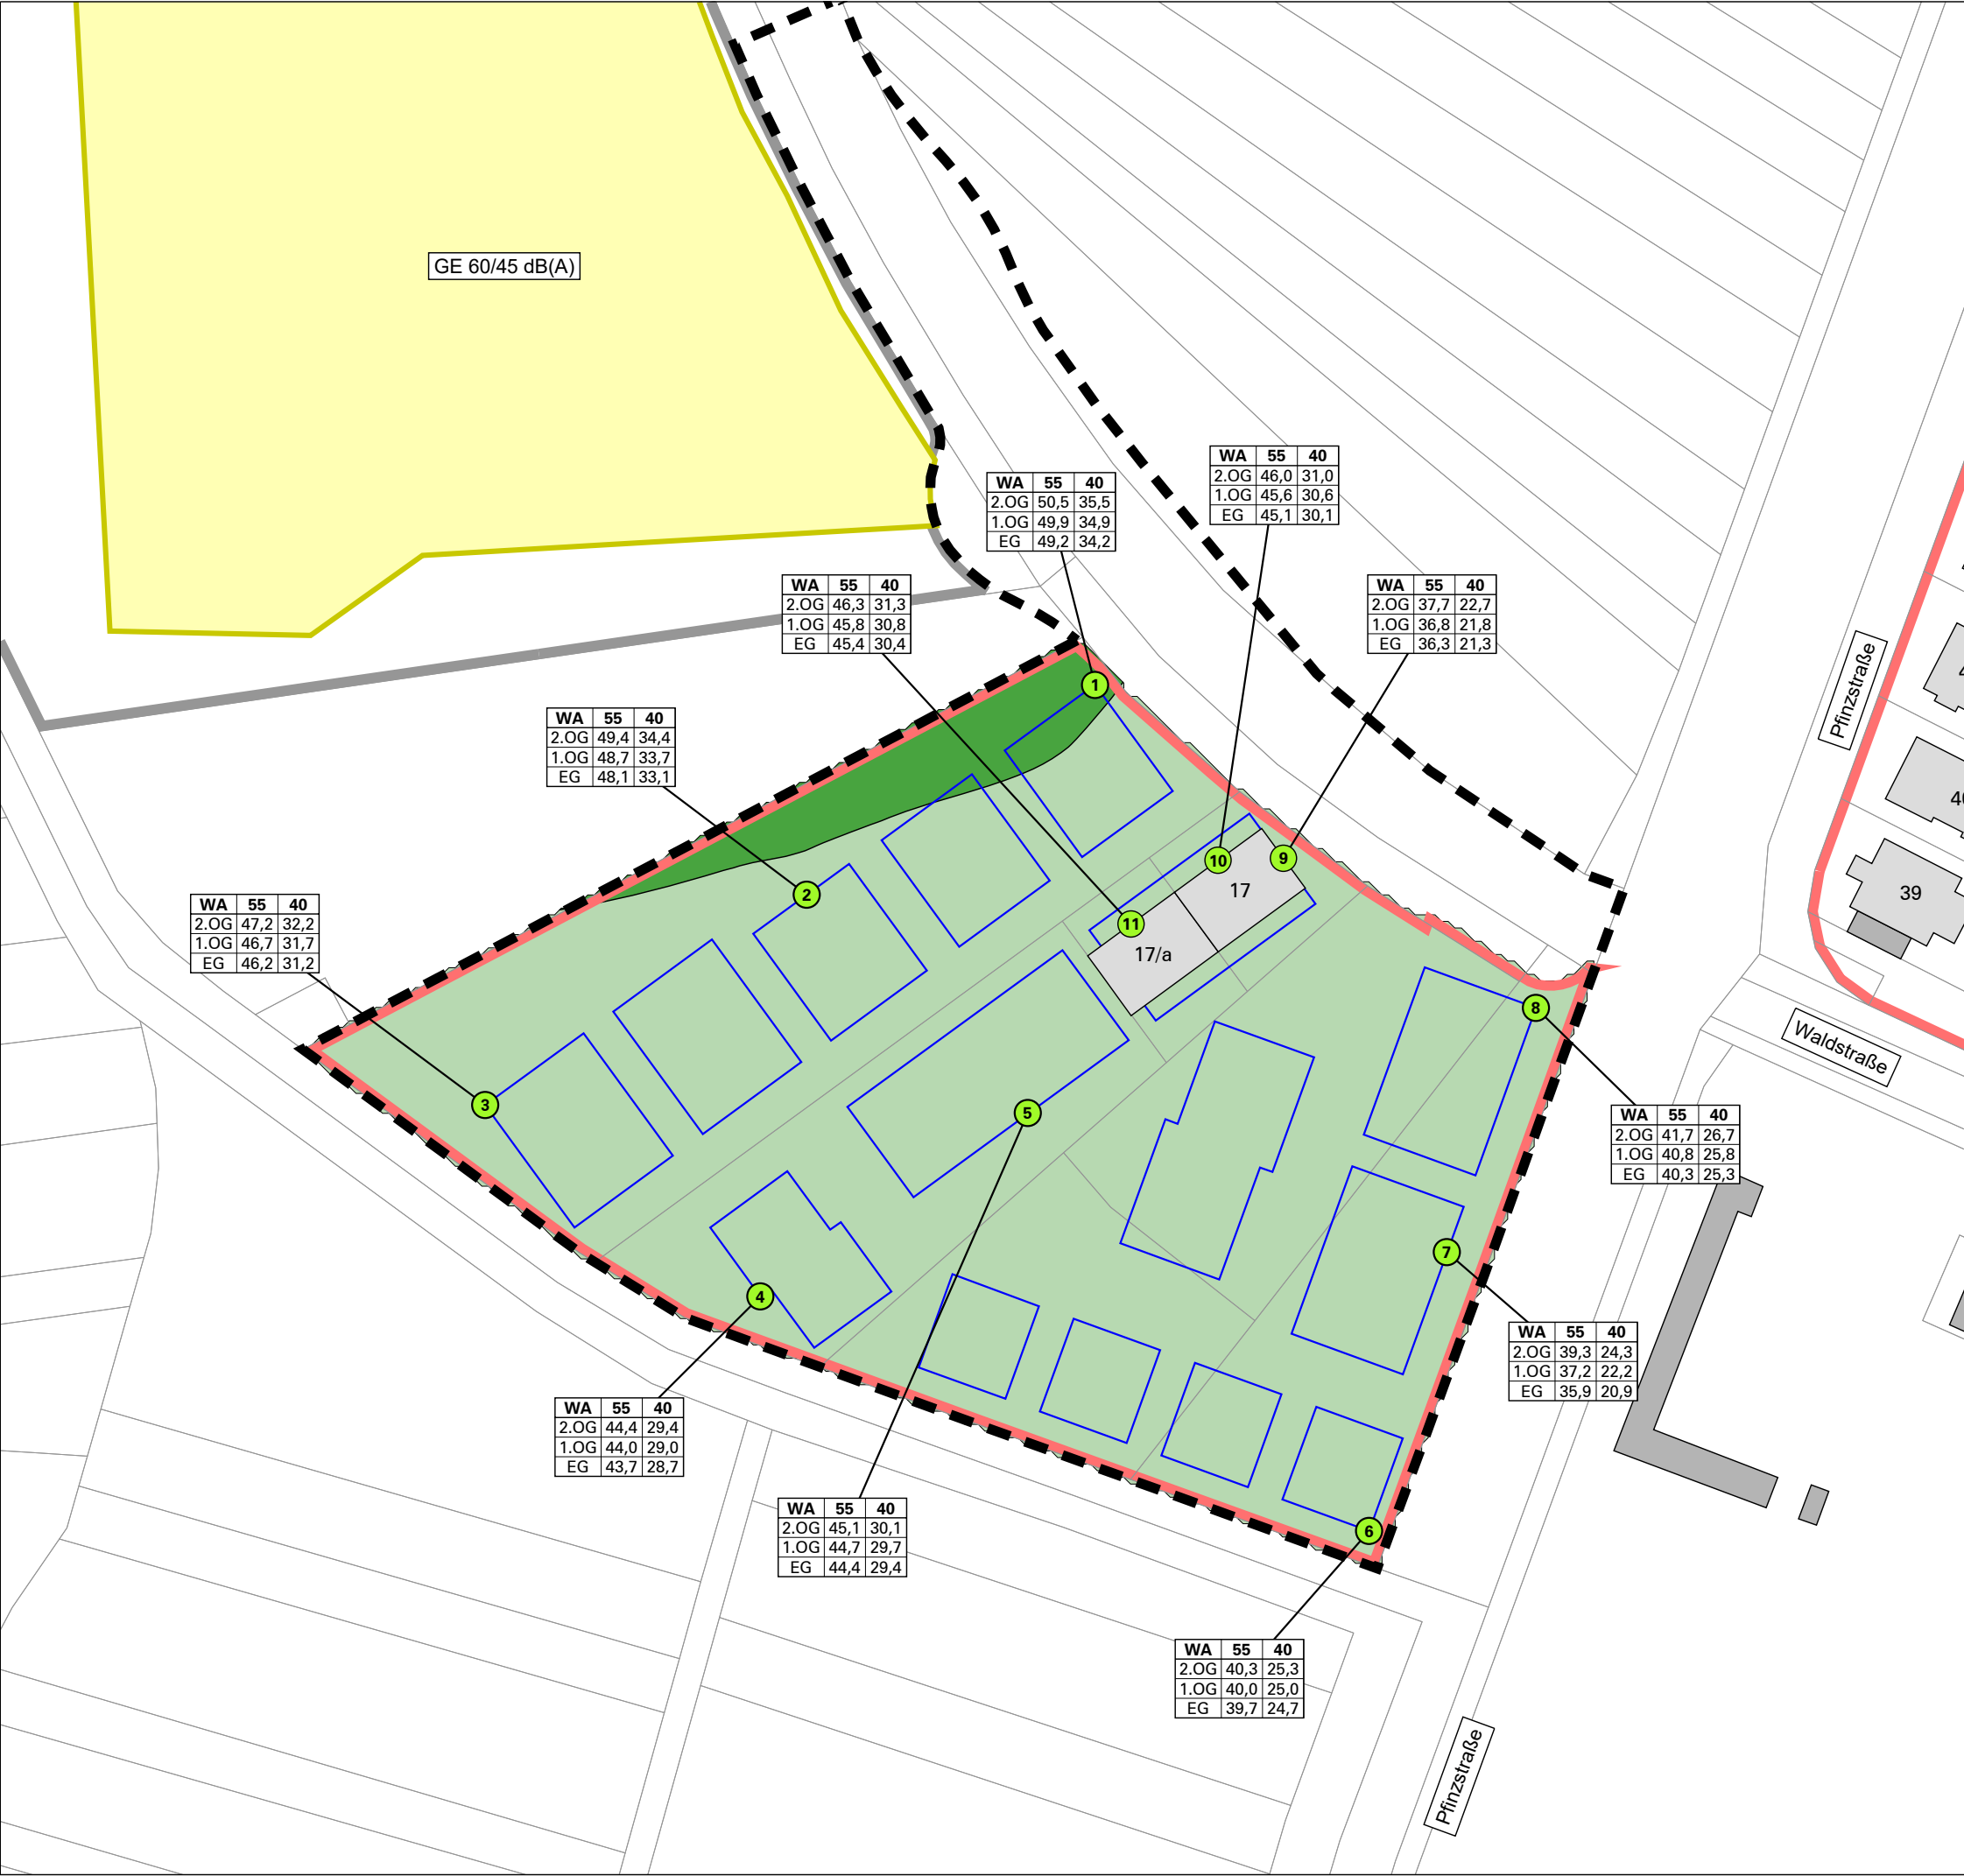 GE 60/45 dB(A)
WA 55 40
2.OG 46,0 31,0
1.OG 45,6 30,6
EG 45,1 30,1
WA 55 40
2.OG 50,5 35,5
1.OG 49,9 34,9
EG 49,2 34,2
WA 55 40
2.OG 46,3 31,3
1.OG 45,8 30,8
EG 45,4 30,4
WA 55 40
2.OG 37,7 22,7
1.OG 36,8 21,8
EG 36,3 21,3
Pfinzstraße
1
WA 55 40
2.OG 49,4 34,4
1.OG 48,7 33,7
EG 48,1 33,1
10
9
17
39
2
11
17/a
WA 55 40
2.OG 47,2 32,2
1.OG 46,7 31,7
EG 46,2 31,2
8
Waldstraße
3
5
WA 55 40
2.OG 41,7 26,7
1.OG 40,8 25,8
EG 40,3 25,3
7
4
WA 55 40
2.OG 39,3 24,3
1.OG 37,2 22,2
EG 35,9 20,9
WA 55 40
2.OG 44,4 29,4
1.OG 44,0 29,0
EG 43,7 28,7
WA 55 40
2.OG 45,1 30,1
1.OG 44,7 29,7
EG 44,4 29,4
6
WA 55 40
2.OG 40,3 25,3
1.OG 40,0 25,0
EG 39,7 24,7
Pfinzstraße